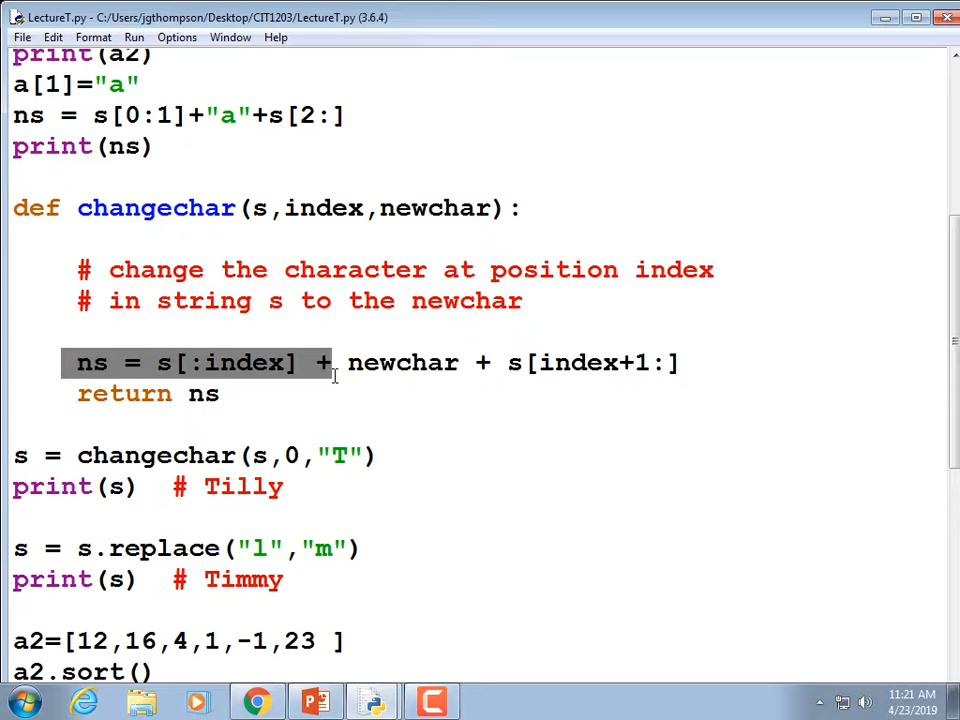 LectureT.py - C:/Users/jgthompson/Desktop/CIT1203/LectureT.py (3.6.4)
File Edit Format Run Options Window Help
print(a2)
a[1]="a"
ns = s[0:1]+"a"+s[2:]
print(ns)
def changechar(s,index,newchar):
# change the character at position index
# in string s to the newchar
ns = s[:index] + newchar + s[index+1:]
return ns
s = changechar(s,0,"T")
print(s)  # Tilly
s = s.replace("l","m")
print(s)  # Timmy
a2=[12,16,4,1,-1,23 ]
a2.sort()
11:21 AM
4/23/2019